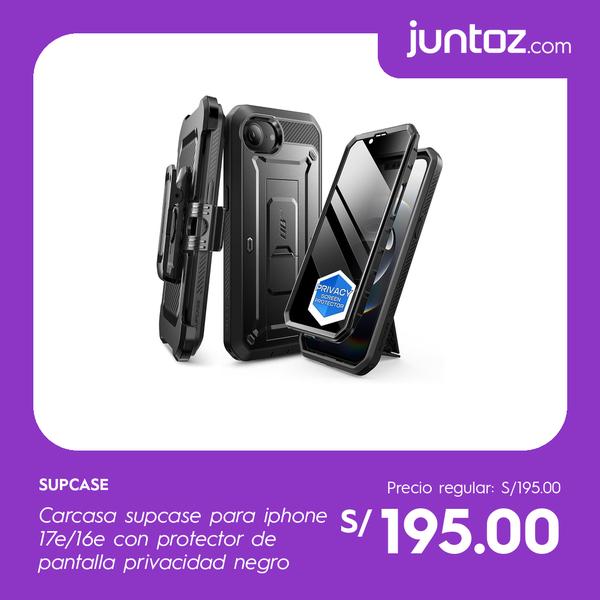 juntoz.com
PRIVACY
SCREEN
PROTECTOR
SUPCASE
Carcasa supcase para iphone
17e/16e con protector de
pantalla privacidad negro
Precio regular: S/195.00
S/195.00